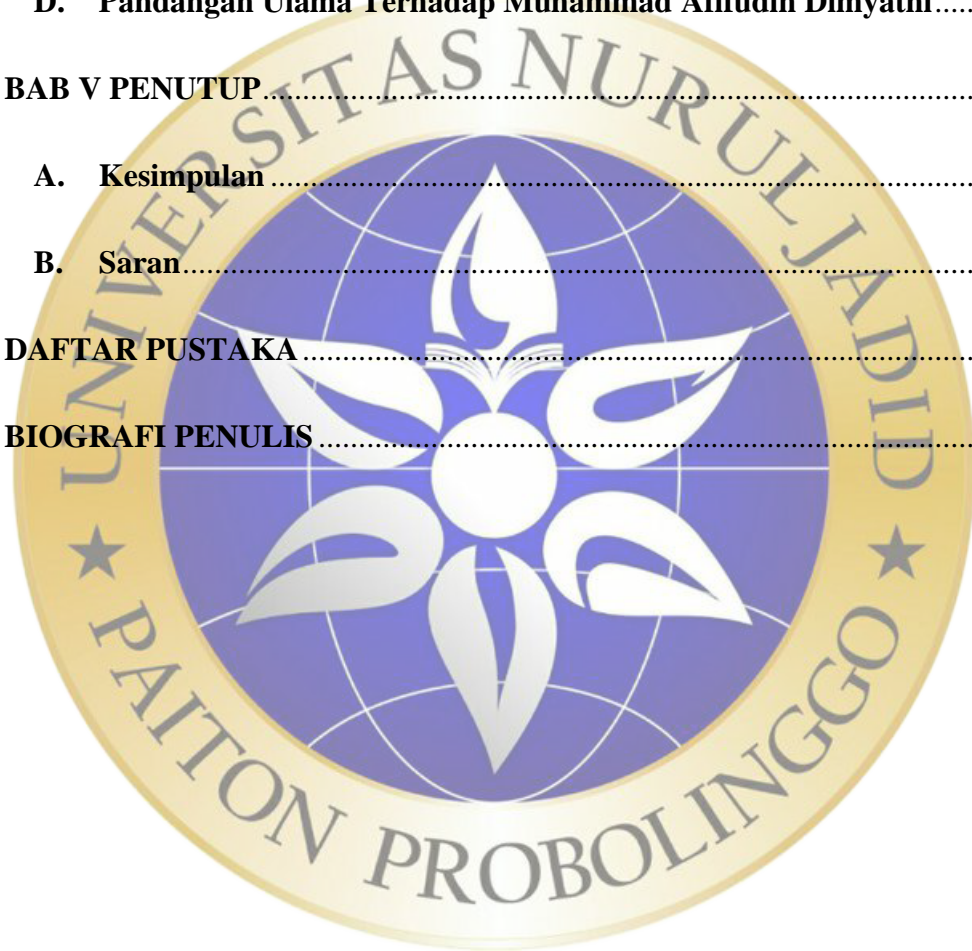 D. Pandangan Ulama Terhadap Muhammad Afifudin Dimyathi.....
BAB V PENUTUP.....
A. Kesimpulan.....
B. Saran.....
DAFTAR PUSTAKA.....
BIOGRAFI PENULIS.....
UNIVERSITAS NURUL JADID
★ PAITON PROBOLINGGO ★